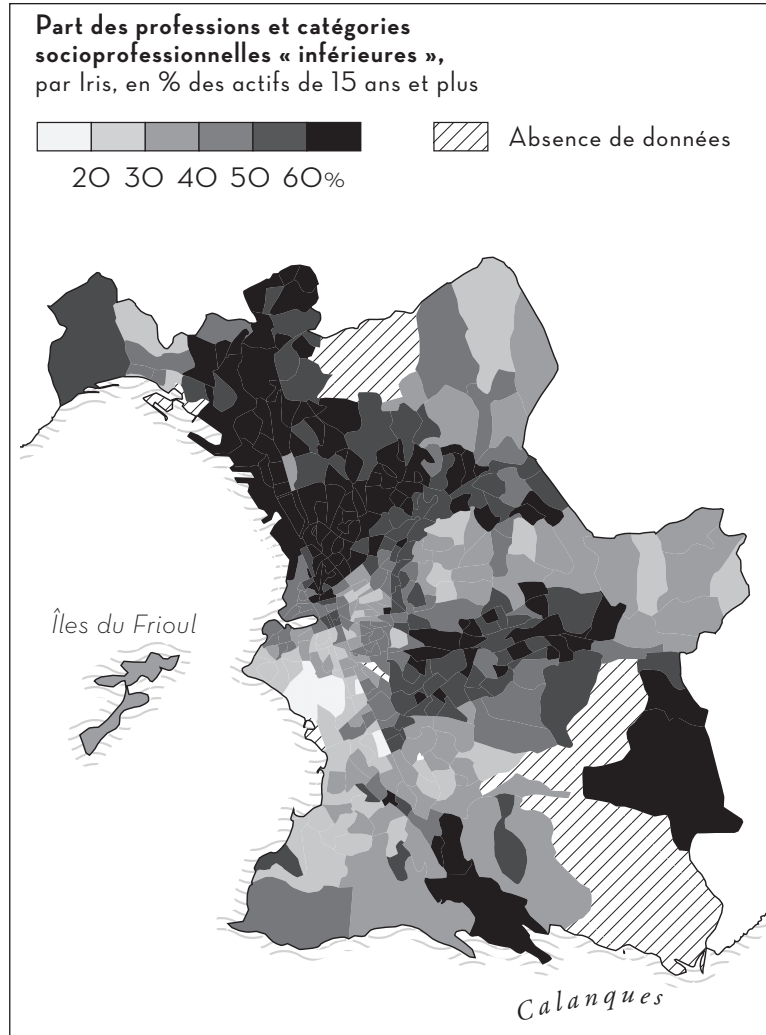 Part des professions et catégories
socioprofessionnelles « inférieures »,
par Iris, en % des actifs de 15 ans et plus
Absence de données
20 30 40 50 60%
Îles du Frioul
Calanques